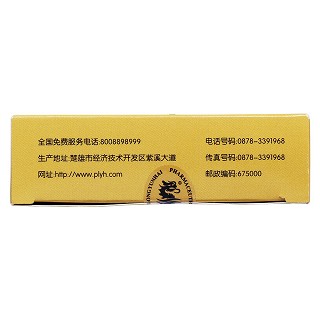 全国免费服务电话:8008898999 电话号码:0878-3391968
生产地址:楚雄市经济技术开发区紫溪大道 传真号码:0878-3391968
网址:http://www.plyh.com 邮政编码:675000